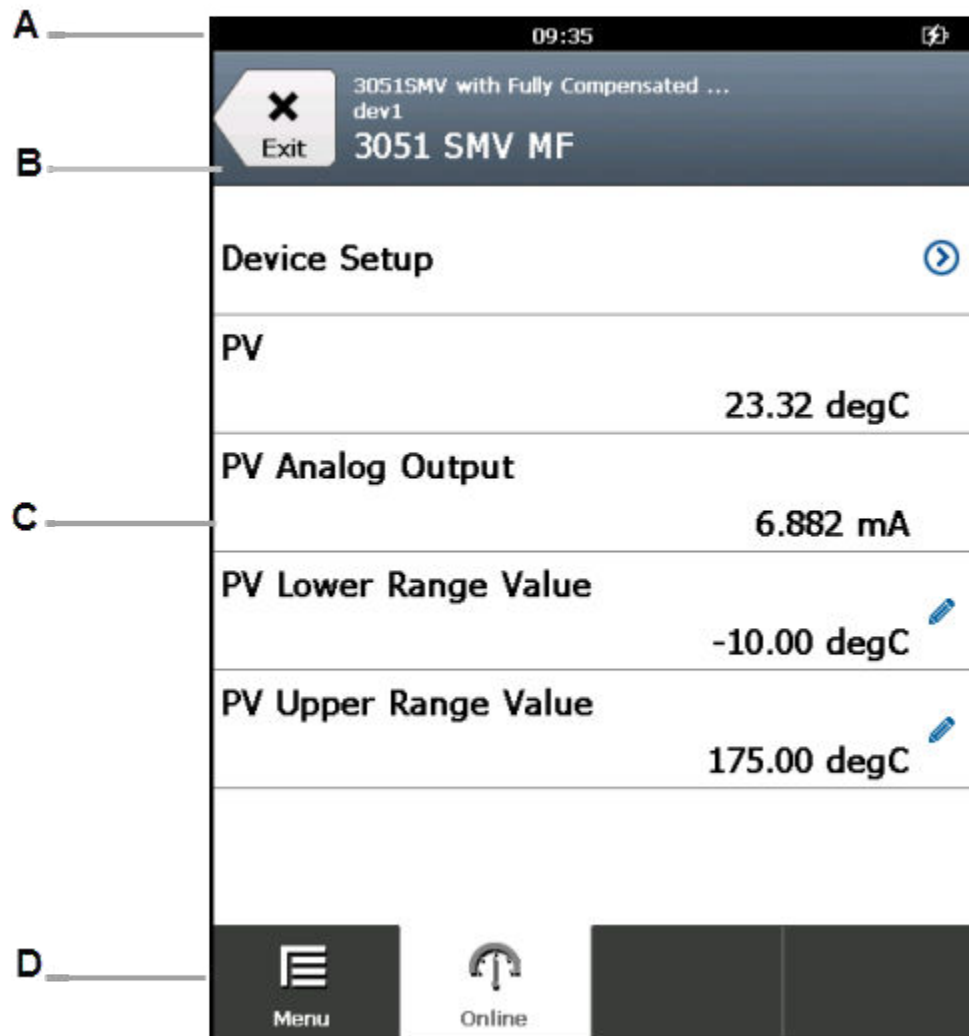 A
09:35
3051SMV with Fully Compensated ...
dev1
Exit
3051 SMV MF
B
Device Setup
PV
23.32 degC
PV Analog Output
C
6.882 mA
PV Lower Range Value
-10.00 degC
PV Upper Range Value
175.00 degC
D
Menu
Online